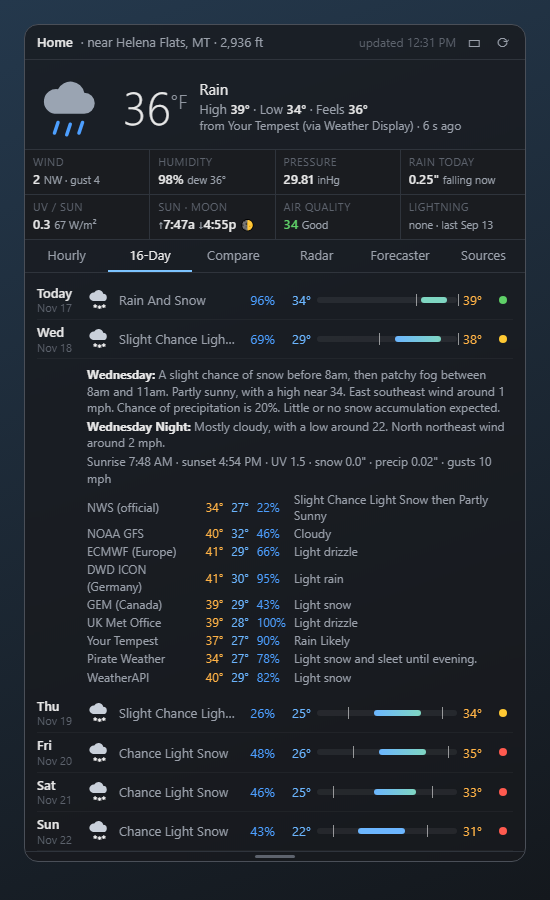 Home · near Helena Flats, MT · 2,936 ft updated 12:31 PM
36°F
Rain
High 39° · Low 34° · Feels 36°
from Your Tempest (via Weather Display) · 6 s ago
WIND HUMIDITY PRESSURE RAIN TODAY
2 NW · gust 4 98% dew 36° 29.81 inHg 0.25" falling now
UV / SUN SUN · MOON AIR QUALITY LIGHTNING
0.3 67 W/m² ↑7:47a ↓4:55p 34 Good none · last Sep 13
Hourly 16-Day Compare Radar Forecaster Sources
Today Rain And Snow 96% 34° 39°
Nov 17
Wed Slight Chance Ligh... 69% 29° 38°
Nov 18
Wednesday: A slight chance of snow before 8am, then patchy fog between
8am and 11am. Partly sunny, with a high near 34. East southeast wind around 1
mph. Chance of precipitation is 20%. Little or no snow accumulation expected.
Wednesday Night: Mostly cloudy, with a low around 22. North northeast wind
around 2 mph.
Sunrise 7:48 AM · sunset 4:54 PM · UV 1.5 · snow 0.0" · precip 0.02" · gusts 10
mph
NWS (official) 34° 27° 22% Slight Chance Light Snow then Partly
Sunny
NOAA GFS 40° 32° 46% Cloudy
ECMWF (Europe) 41° 29° 66% Light drizzle
DWD ICON
(Germany) 41° 30° 95% Light rain
GEM (Canada) 39° 29° 43% Light snow
UK Met Office 39° 28° 100% Light drizzle
Your Tempest 37° 27° 90% Rain Likely
Pirate Weather 34° 27° 78% Light snow and sleet until evening.
WeatherAPI 40° 29° 82% Light snow
Thu Slight Chance Ligh... 26% 25° 34°
Nov 19
Fri Chance Light Snow 48% 26° 35°
Nov 20
Sat Chance Light Snow 46% 25° 33°
Nov 21
Sun Chance Light Snow 43% 22° 31°
Nov 22